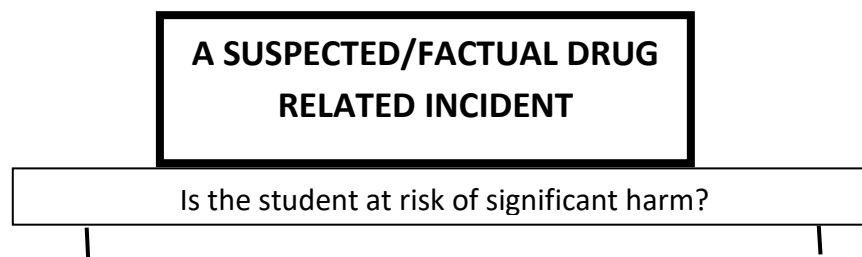 A SUSPECTED/FACTUAL DRUG
RELATED INCIDENT
Is the student at risk of significant harm?